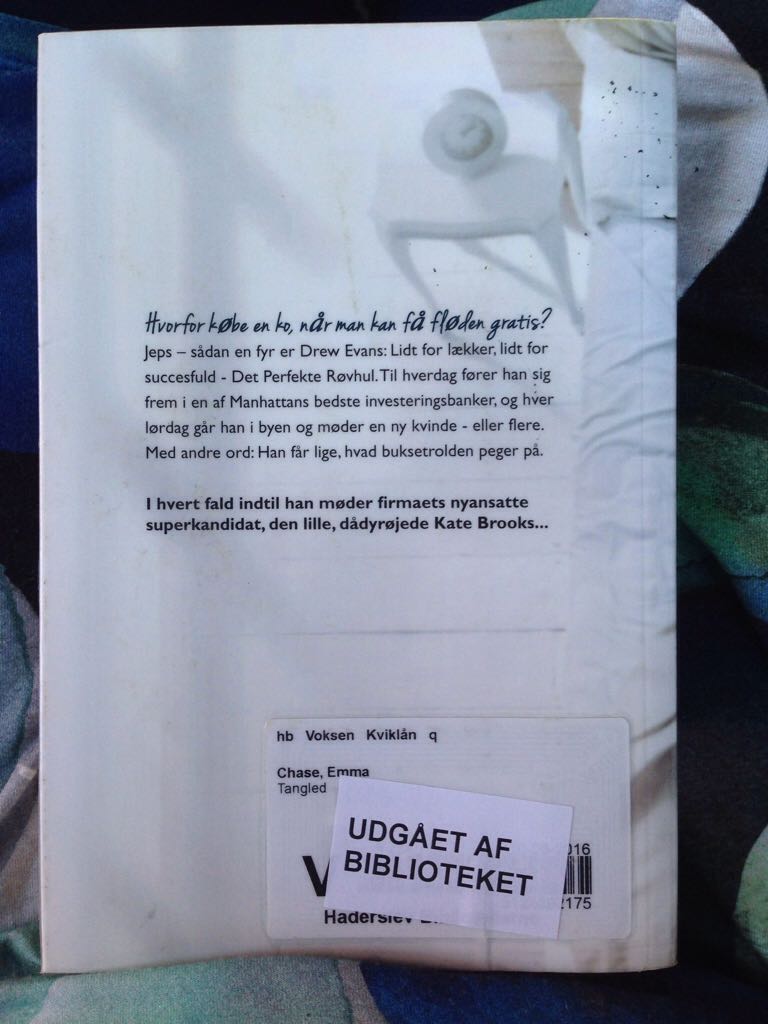 Hvorfor købe en ko, når man kan få fløden gratis?
Jeps – sådan en fyr er Drew Evans: Lidt for lækker, lidt for
succesfuld - Det Perfekte Røvhul. Til hverdag fører han sig
frem i en af Manhattans bedste investeringsbanker, og hver
lørdag går han i byen og møder en ny kvinde - eller flere.
Med andre ord: Han får lige, hvad buksetrolden peger på.
I hvert fald indtil han møder firmaets nyansatte
superkandidat, den lille, dådyrøjede Kate Brooks...
hb Voksen Kviklån q
Chase, Emma
Tangled
UDGÅET AF
BIBLIOTEKET
016
2175
Haderslev